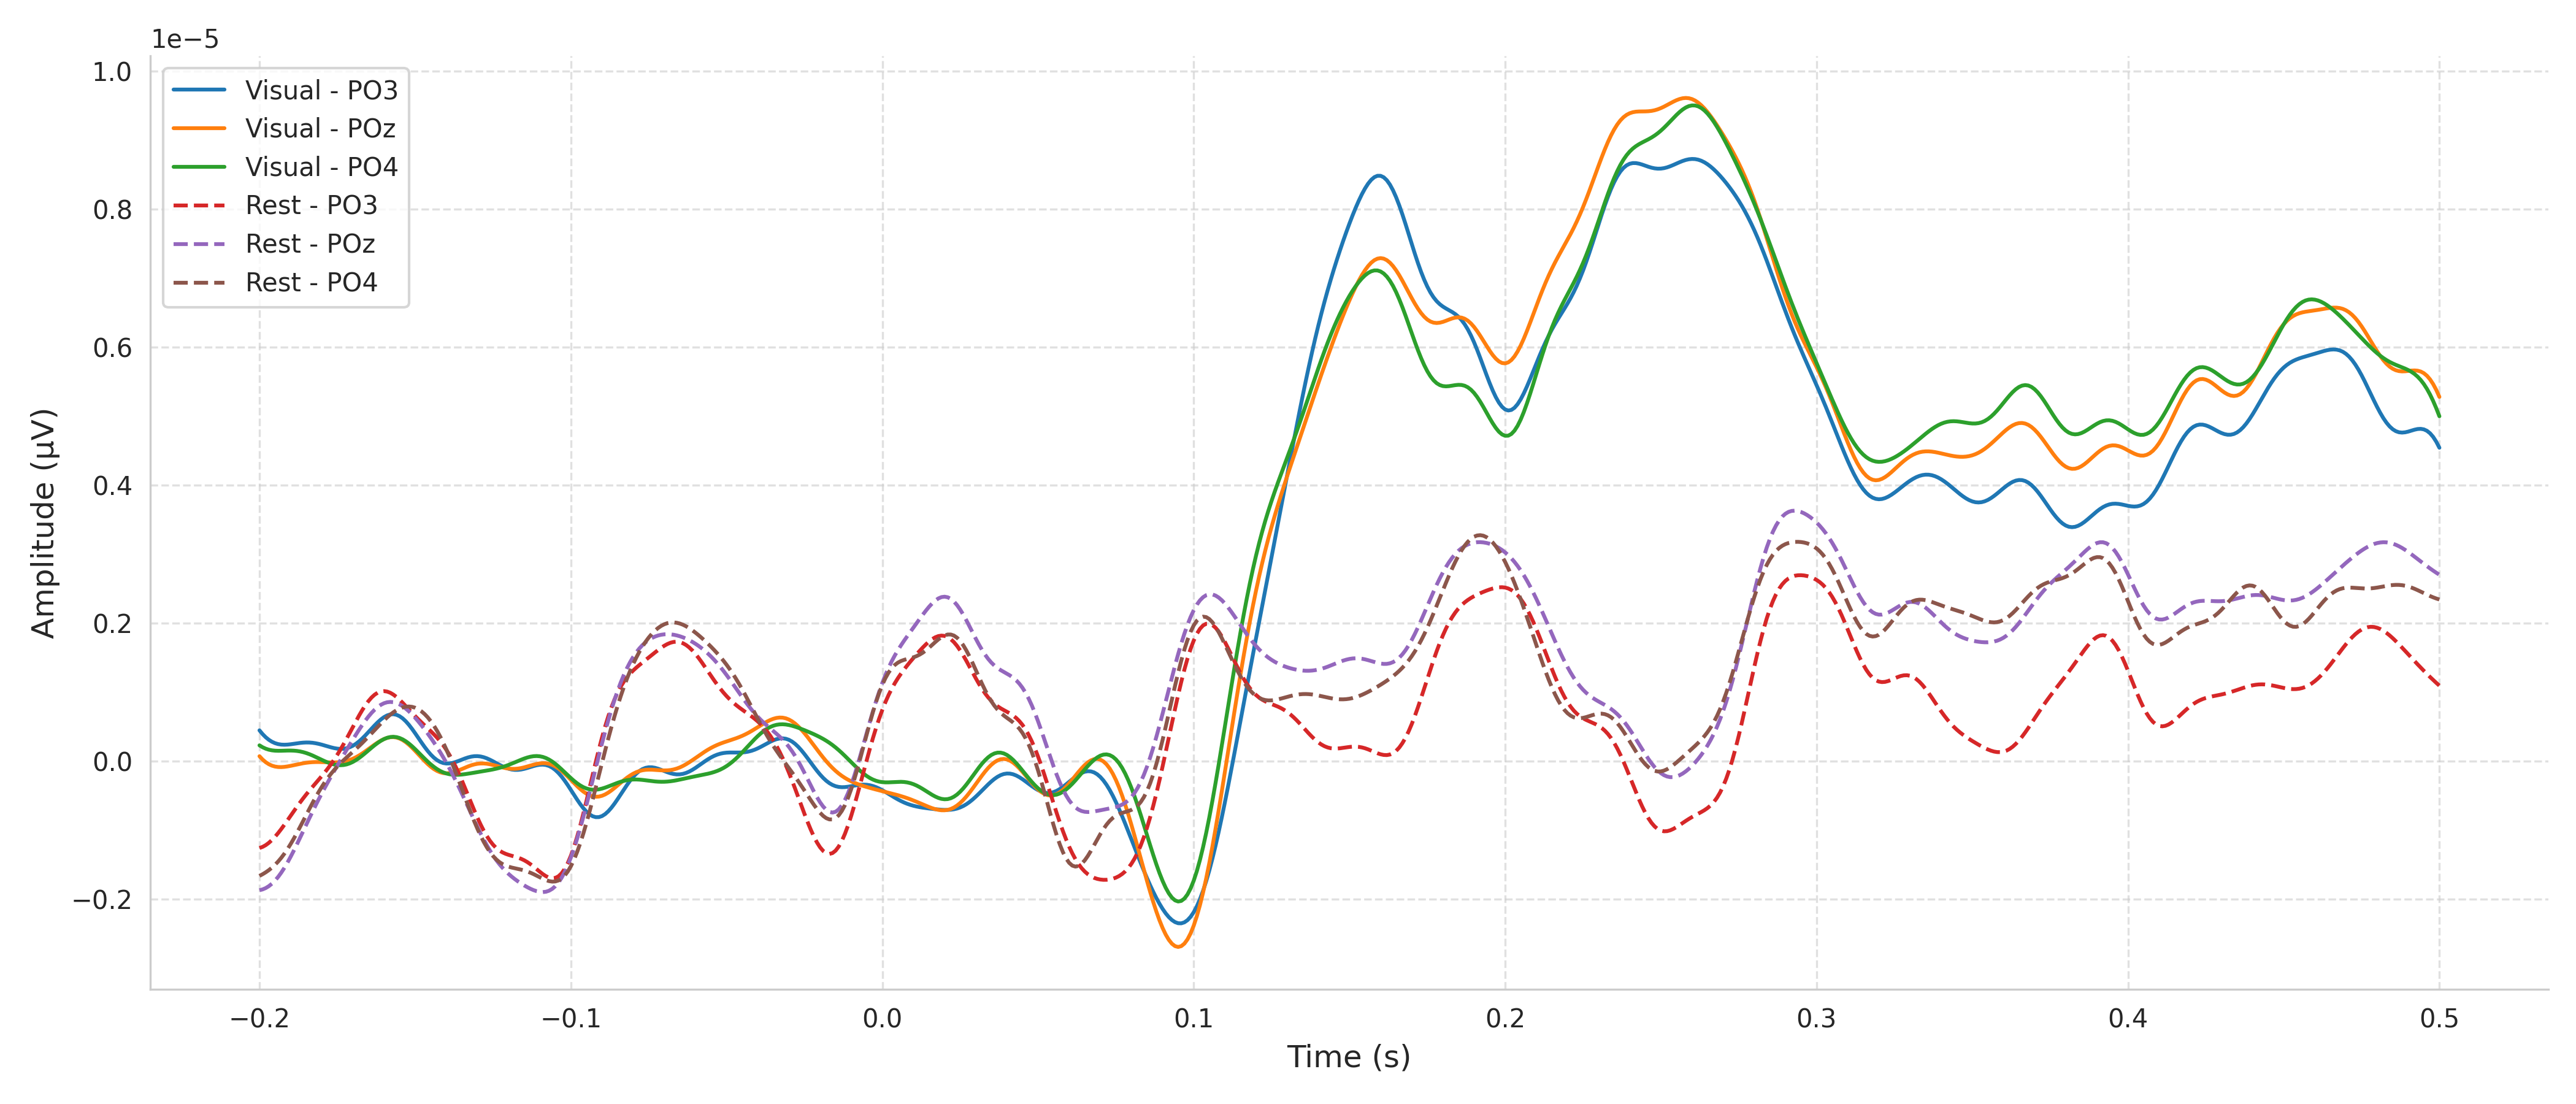 1e−5
1.0
0.8
0.6
0.4
0.2
0.0
−0.2
Amplitude (µV)
Visual - PO3
Visual - POz
Visual - PO4
Rest - PO3
Rest - POz
Rest - PO4
−0.2 −0.1 0.0 0.1 0.2 0.3 0.4 0.5
Time (s)